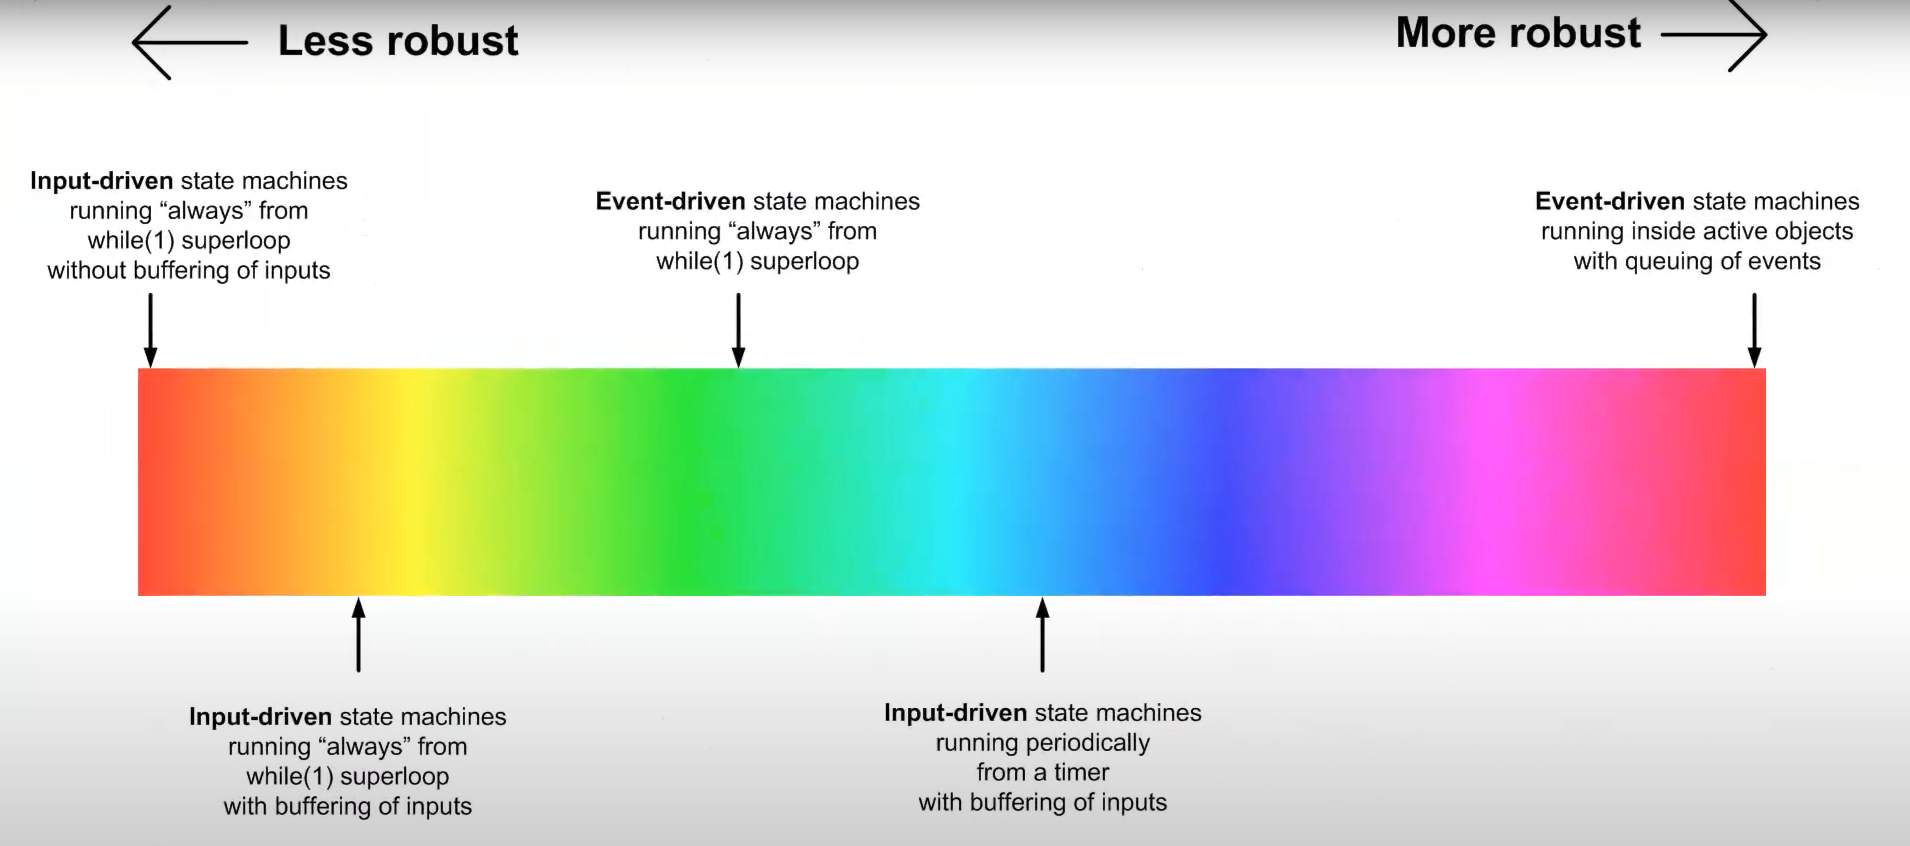 Less robust
More robust
Input-driven state machines
running “always” from
while(1) superloop
without buffering of inputs
Event-driven state machines
running “always” from
while(1) superloop
Event-driven state machines
running inside active objects
with queuing of events
Input-driven state machines
running “always” from
while(1) superloop
with buffering of inputs
Input-driven state machines
running periodically
from a timer
with buffering of inputs